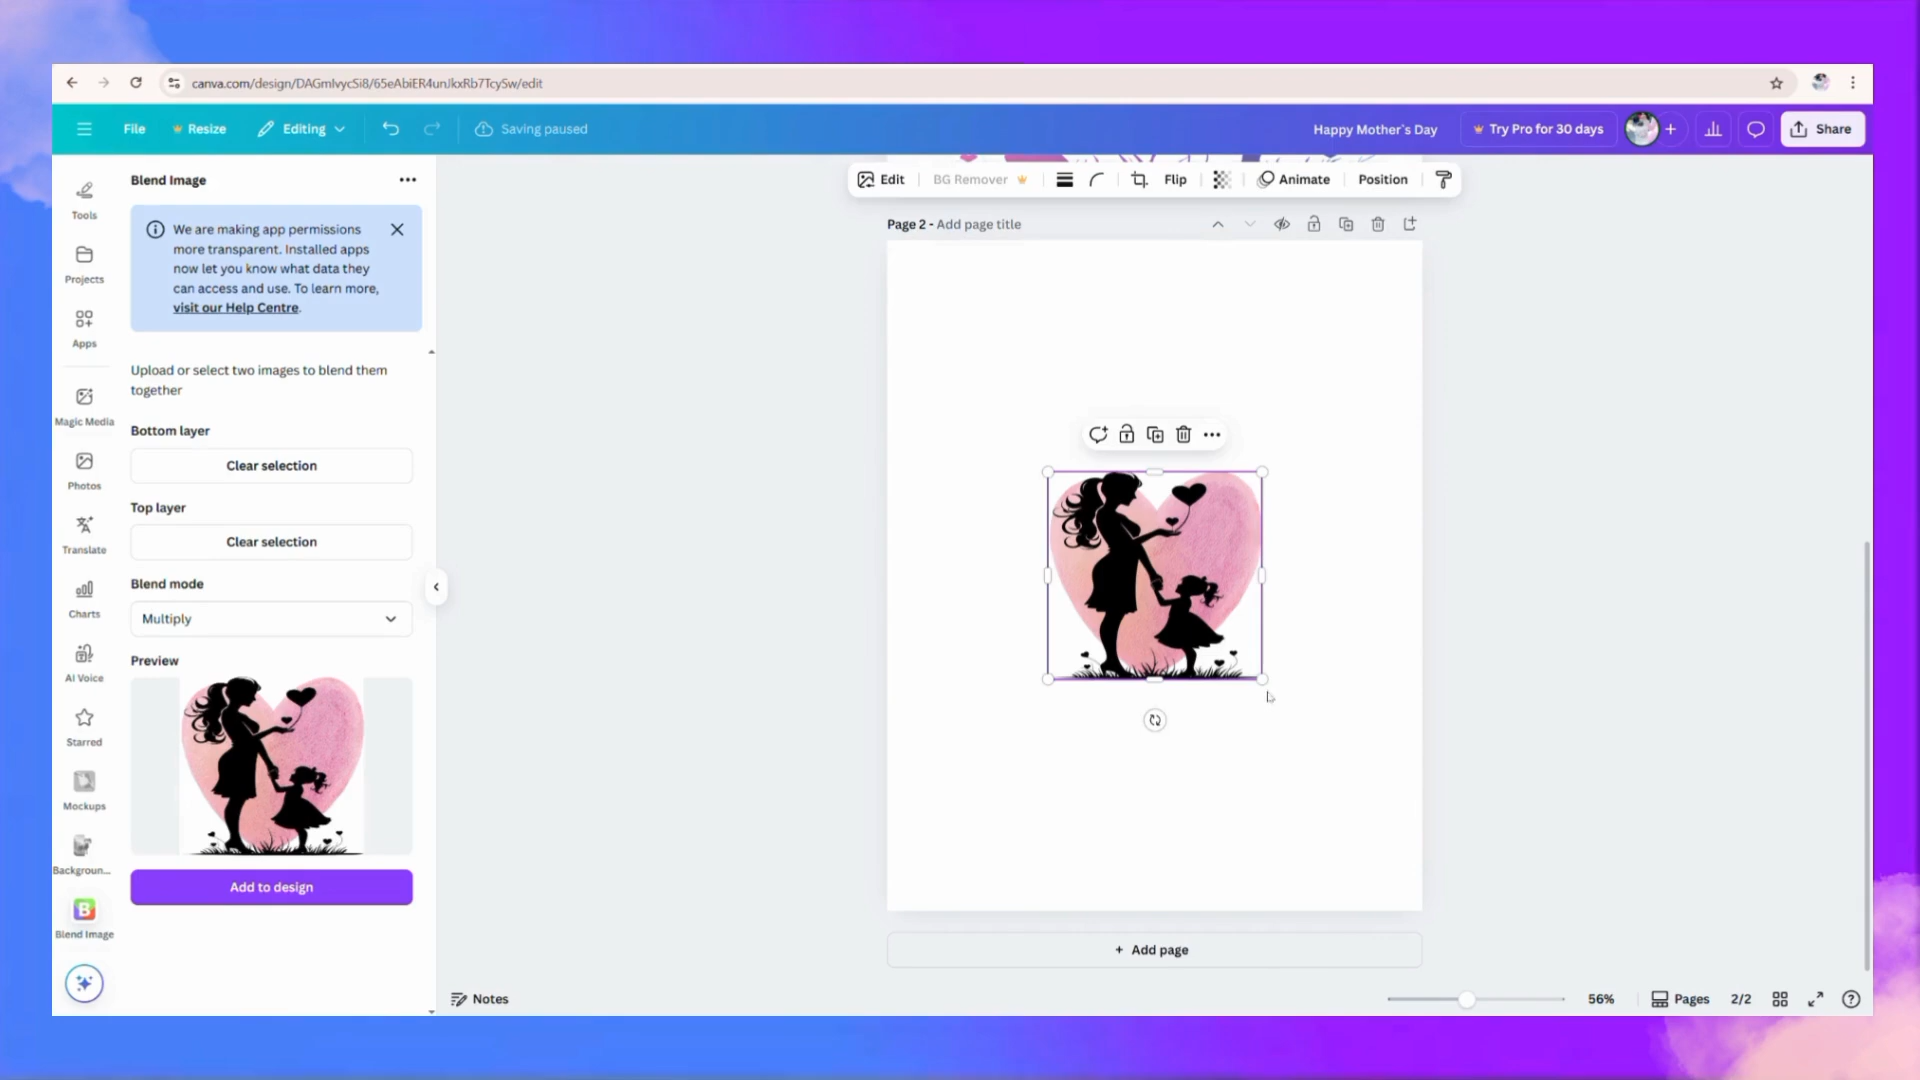 canva.com/design/DAGmIvycSi8/65eAbiER4unJkxRb7TcySw/edit
File
Resize
Editing
Saving paused
Happy Mother's Day
Try Pro for 30 days
Share
Tools
Projects
Apps
Magic Media
Photos
Translate
Charts
AI Voice
Starred
Mockups
Backgroun...
Blend Image
Blend Image
We are making app permissions
more transparent. Installed apps
now let you know what data they
can access and use. To learn more,
visit our Help Centre.
Upload or select two images to blend them
together
Bottom layer
Clear selection
Top layer
Clear selection
Blend mode
Multiply
Preview
Add to design
Edit
BG Remover
Flip
Animate
Position
Page 2 - Add page title
+ Add page
Notes
56%
Pages
2/2